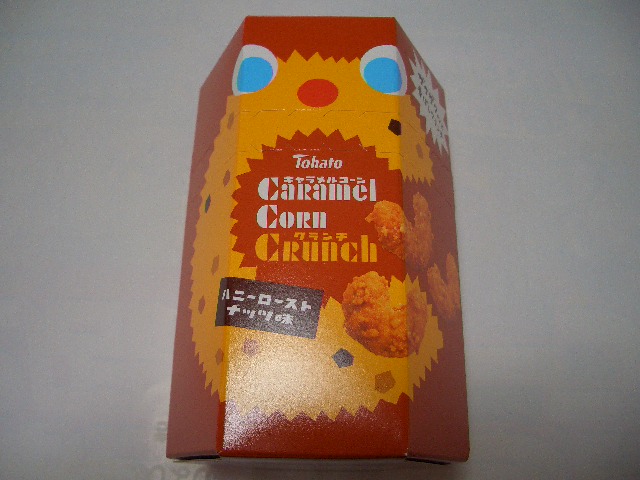 Tohato
キャラメルコーン
Caramel
Corn
クランチ
Crunch
ハニーロースト
ナッツ味